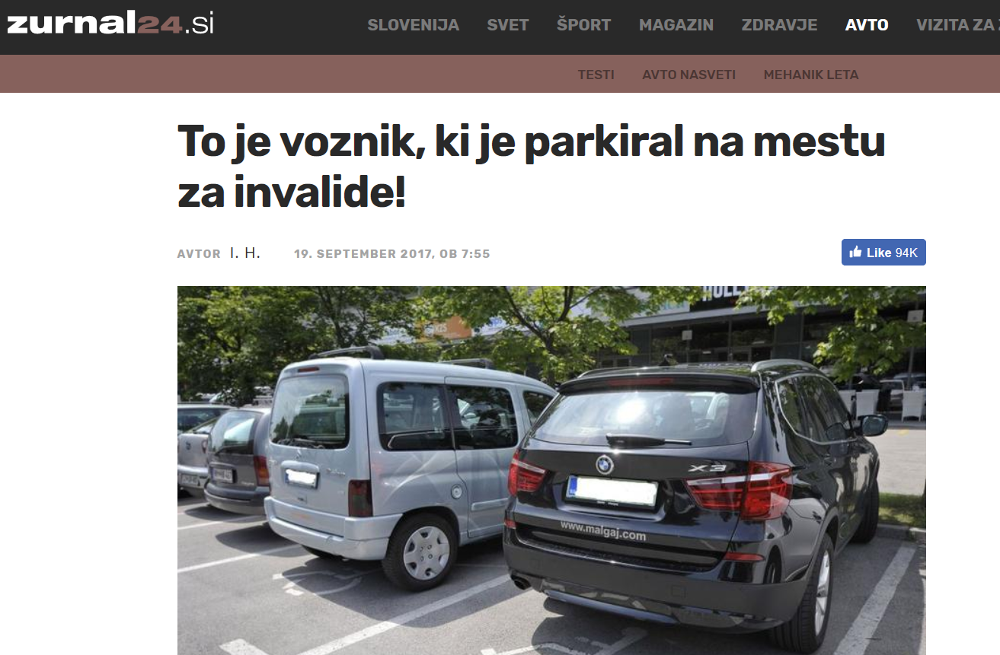 zurnal24.si
SLOVENIJA SVET ŠPORT MAGAZIN ZDRAVJE AVTO VIZITA ZA
TESTI AVTO NASVETI MEHANIK LETA
To je voznik, ki je parkiral na mestu
za invalide!
AVTOR I. H. 19. SEPTEMBER 2017, OB 7:55
Like 94K
X3
www.malgaj.com